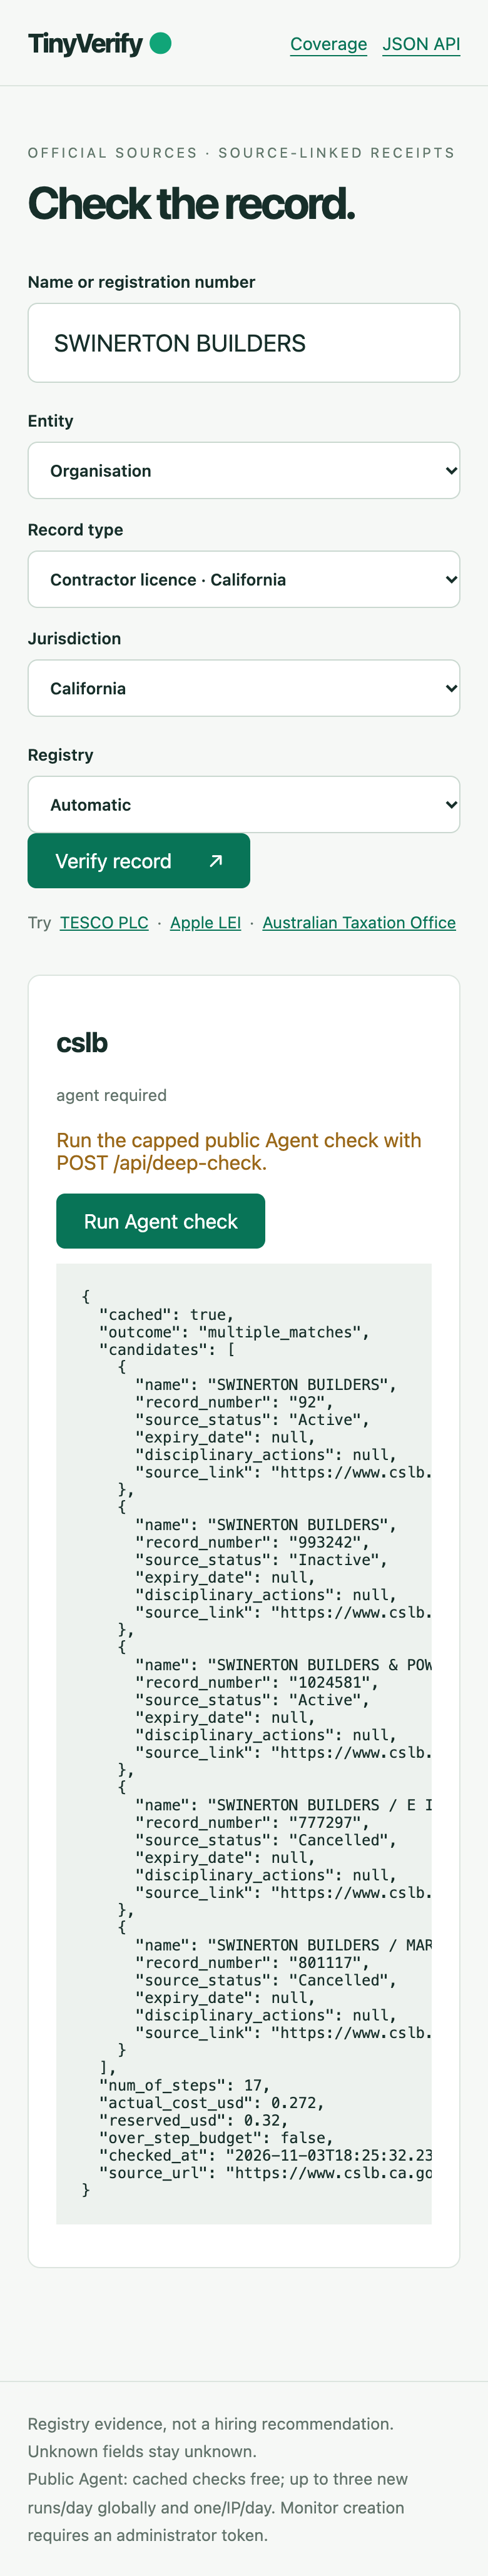 TinyVerify
Coverage JSON API
OFFICIAL SOURCES · SOURCE-LINKED RECEIPTS
Check the record.
Name or registration number
SWINERTON BUILDERS
Entity
Organisation
Record type
Contractor licence · California
Jurisdiction
California
Registry
Automatic
Verify record ↗
Try TESCO PLC · Apple LEI · Australian Taxation Office
cslb
agent required
Run the capped public Agent check with
POST /api/deep-check.
Run Agent check
{
  "cached": true,
  "outcome": "multiple_matches",
  "candidates": [
    {
      "name": "SWINERTON BUILDERS",
      "record_number": "92",
      "source_status": "Active",
      "expiry_date": null,
      "disciplinary_actions": null,
      "source_link": "https://www.cslb.
    },
    {
      "name": "SWINERTON BUILDERS",
      "record_number": "993242",
      "source_status": "Inactive",
      "expiry_date": null,
      "disciplinary_actions": null,
      "source_link": "https://www.cslb.
    },
    {
      "name": "SWINERTON BUILDERS & POW
      "record_number": "1024581",
      "source_status": "Active",
      "expiry_date": null,
      "disciplinary_actions": null,
      "source_link": "https://www.cslb.
    },
    {
      "name": "SWINERTON BUILDERS / E I
      "record_number": "777297",
      "source_status": "Cancelled",
      "expiry_date": null,
      "disciplinary_actions": null,
      "source_link": "https://www.cslb.
    },
    {
      "name": "SWINERTON BUILDERS / MAR
      "record_number": "801117",
      "source_status": "Cancelled",
      "expiry_date": null,
      "disciplinary_actions": null,
      "source_link": "https://www.cslb.
    }
  ],
  "num_of_steps": 17,
  "actual_cost_usd": 0.272,
  "reserved_usd": 0.32,
  "over_step_budget": false,
  "checked_at": "2026-11-03T18:25:32.23
  "source_url": "https://www.cslb.ca.go
}
Registry evidence, not a hiring recommendation.
Unknown fields stay unknown.
Public Agent: cached checks free; up to three new
runs/day globally and one/IP/day. Monitor creation
requires an administrator token.